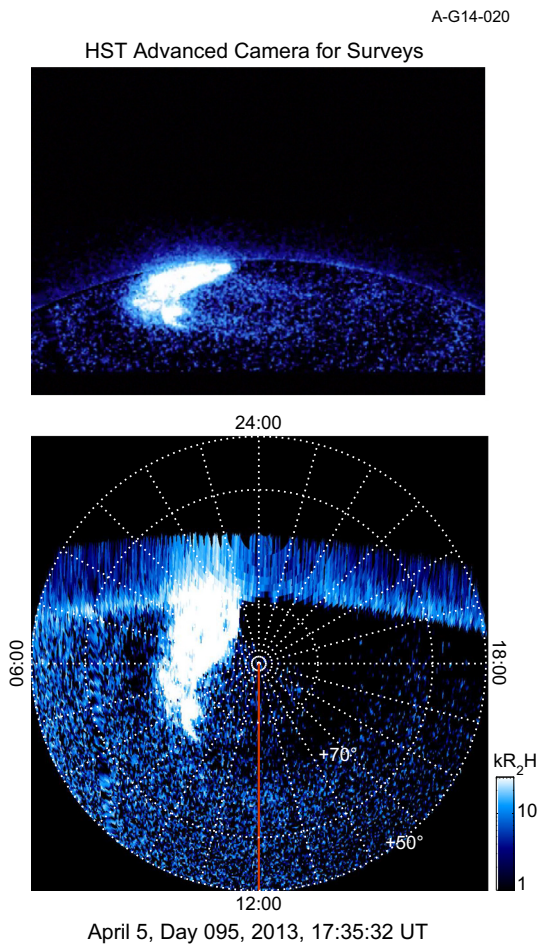 A-G14-020
HST Advanced Camera for Surveys
24:00
06:00
18:00
+70°
+50°
kR_2H
10
1
12:00
April 5, Day 095, 2013, 17:35:32 UT